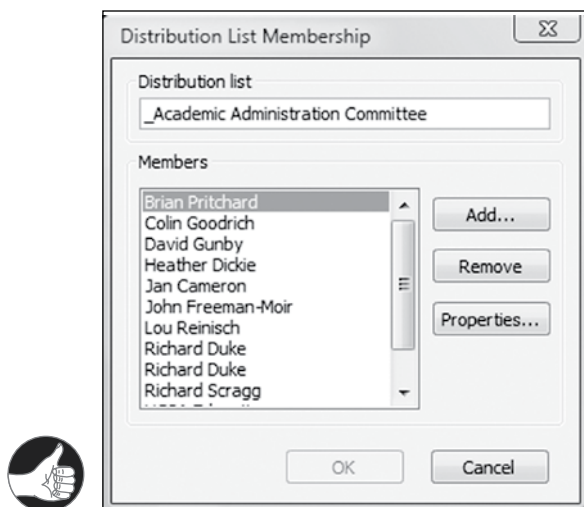 Distribution List Membership
Distribution list
_Academic Administration Committee
Members
Brian Pritchard
Colin Goodrich
David Gunby
Heather Dickie
Jan Cameron
John Freeman-Moir
Lou Reinisch
Richard Duke
Richard Duke
Richard Scragg
Add...
Remove
Properties...
OK
Cancel